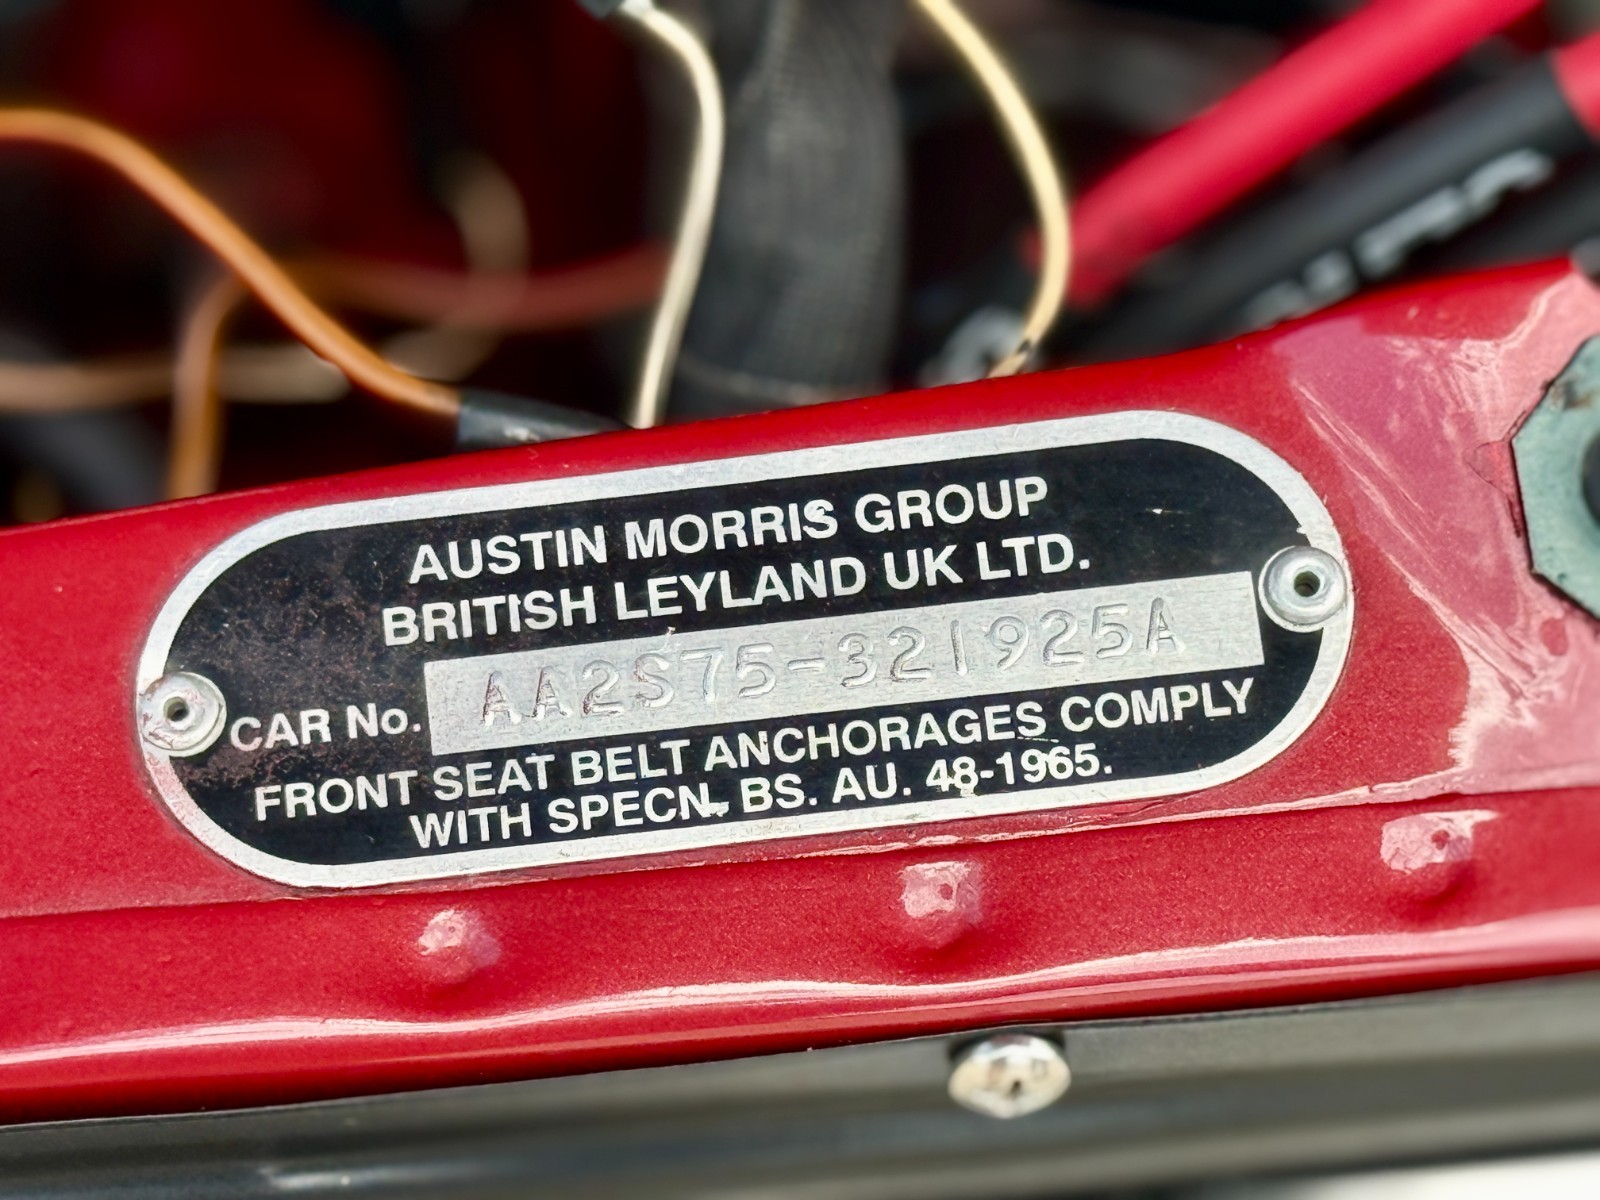 AUSTIN MORRIS GROUP
BRITISH LEYLAND UK LTD.
CAR No. AA2S75-321925A
FRONT SEAT BELT ANCHORAGES COMPLY
WITH SPECN. BS. AU. 48-1965.